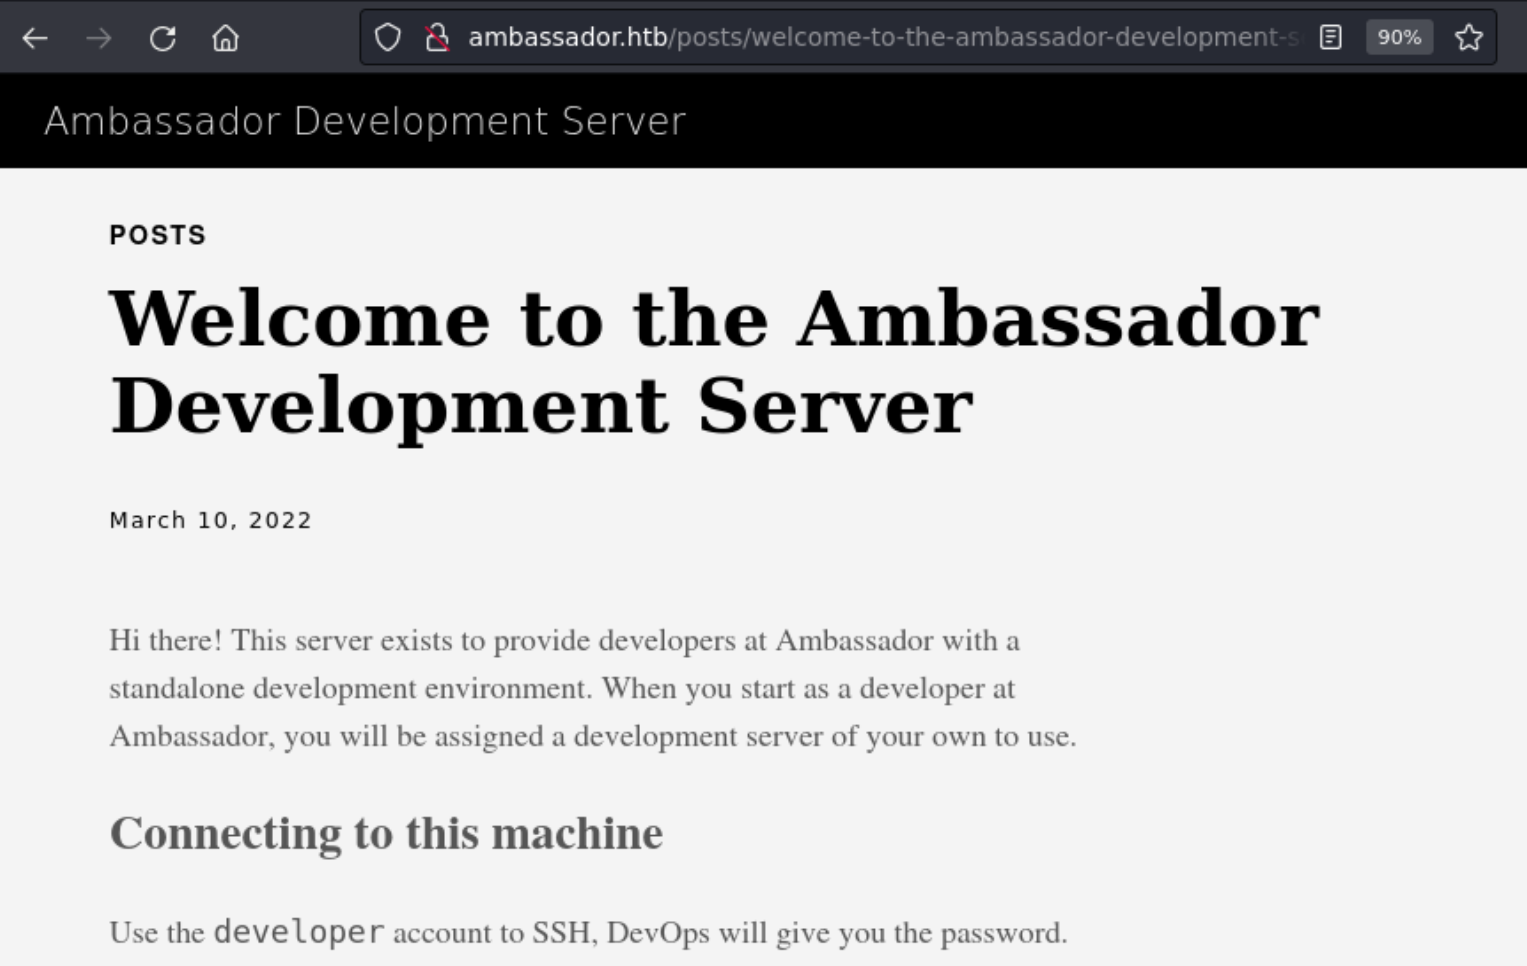 ambassador.htb/posts/welcome-to-the-ambassador-development-s
90%
Ambassador Development Server
POSTS
Welcome to the Ambassador
Development Server
March 10, 2022
Hi there! This server exists to provide developers at Ambassador with a
standalone development environment. When you start as a developer at
Ambassador, you will be assigned a development server of your own to use.
Connecting to this machine
Use the developer account to SSH, DevOps will give you the password.